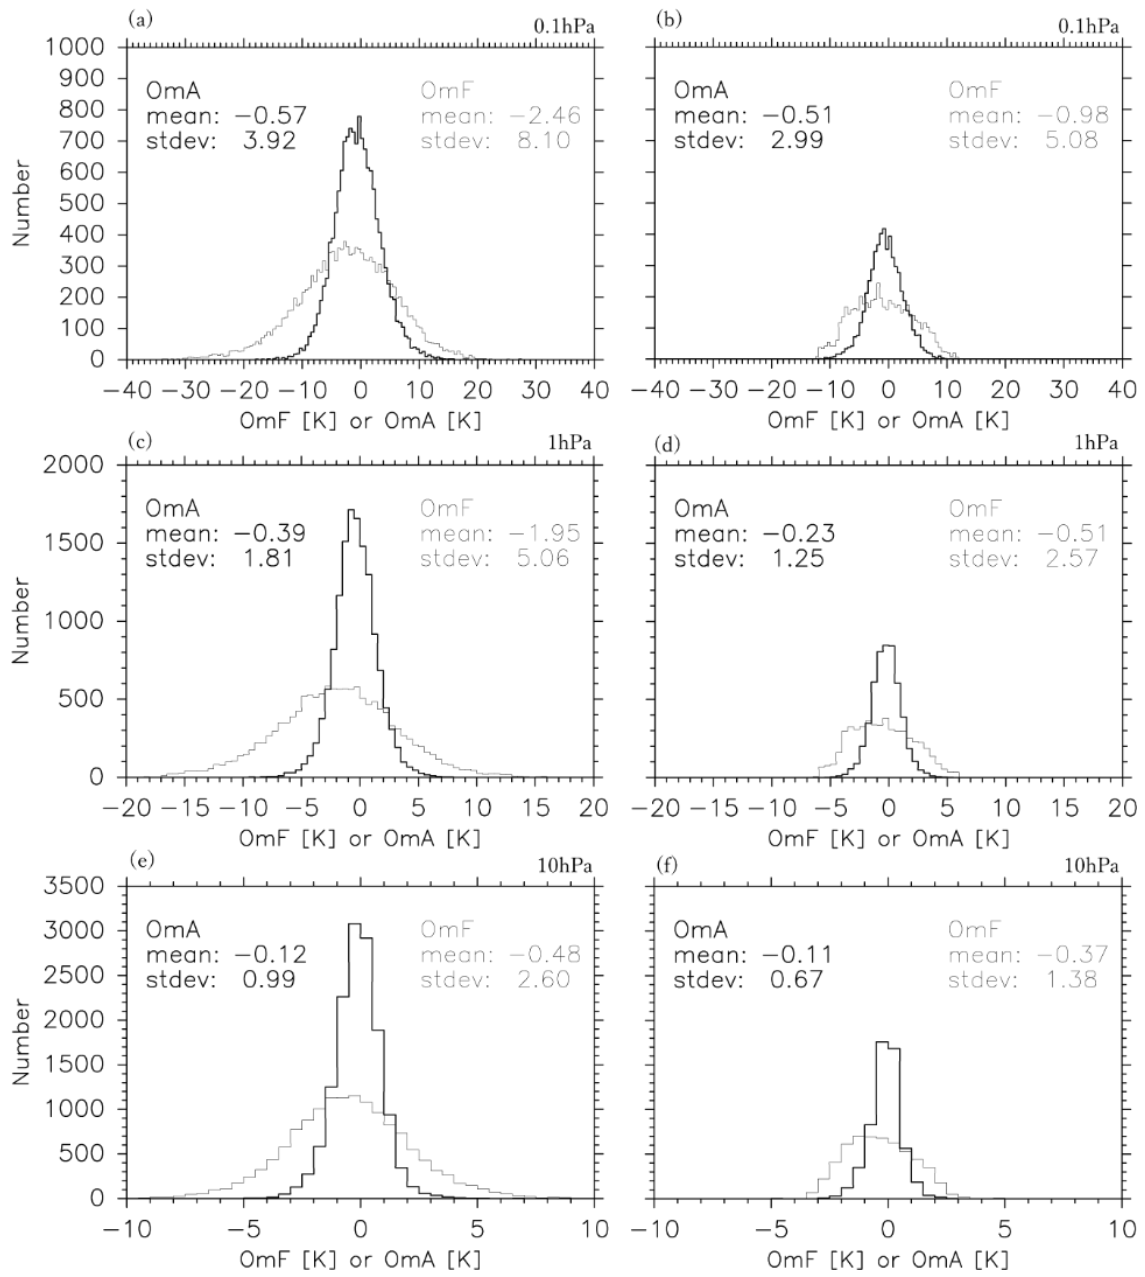 (a) 0.1hPa
1000
900
800
700
600
500
400
300
200
100
0
Number
OmA OmF
mean: −0.57 mean: −2.46
stdev: 3.92 stdev: 8.10
−40 −30 −20 −10 0 10 20 30 40
OmF [K] or OmA [K]
(b) 0.1hPa
OmA OmF
mean: −0.51 mean: −0.98
stdev: 2.99 stdev: 5.08
−40 −30 −20 −10 0 10 20 30 40
OmF [K] or OmA [K]
(c) 1hPa
2000
1500
1000
500
0
Number
OmA OmF
mean: −0.39 mean: −1.95
stdev: 1.81 stdev: 5.06
−20 −15 −10 −5 0 5 10 15 20
OmF [K] or OmA [K]
(d) 1hPa
OmA OmF
mean: −0.23 mean: −0.51
stdev: 1.25 stdev: 2.57
−20 −15 −10 −5 0 5 10 15 20
OmF [K] or OmA [K]
(e) 10hPa
3500
3000
2500
2000
1500
1000
500
0
Number
OmA OmF
mean: −0.12 mean: −0.48
stdev: 0.99 stdev: 2.60
−10 −5 0 5 10
OmF [K] or OmA [K]
(f) 10hPa
OmA OmF
mean: −0.11 mean: −0.37
stdev: 0.67 stdev: 1.38
−10 −5 0 5 10
OmF [K] or OmA [K]